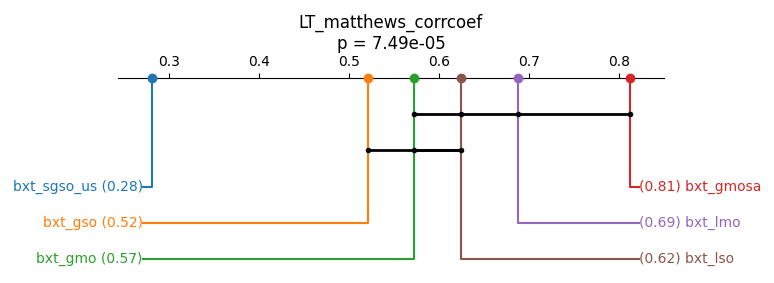 LT_matthews_corrcoef
p = 7.49e-05
0.3 0.4 0.5 0.6 0.7 0.8
bxt_sgso_us (0.28) (0.81) bxt_gmosa
bxt_gso (0.52) (0.69) bxt_lmo
bxt_gmo (0.57) (0.62) bxt_lso